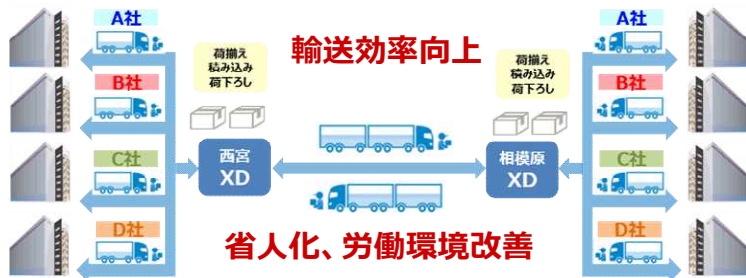 A社
B社
C社
D社
荷揃え
積み込み
荷下ろし
西宮
XD
輸送効率向上
省人化、労働環境改善
荷揃え
積み込み
荷下ろし
相模原
XD
A社
B社
C社
D社